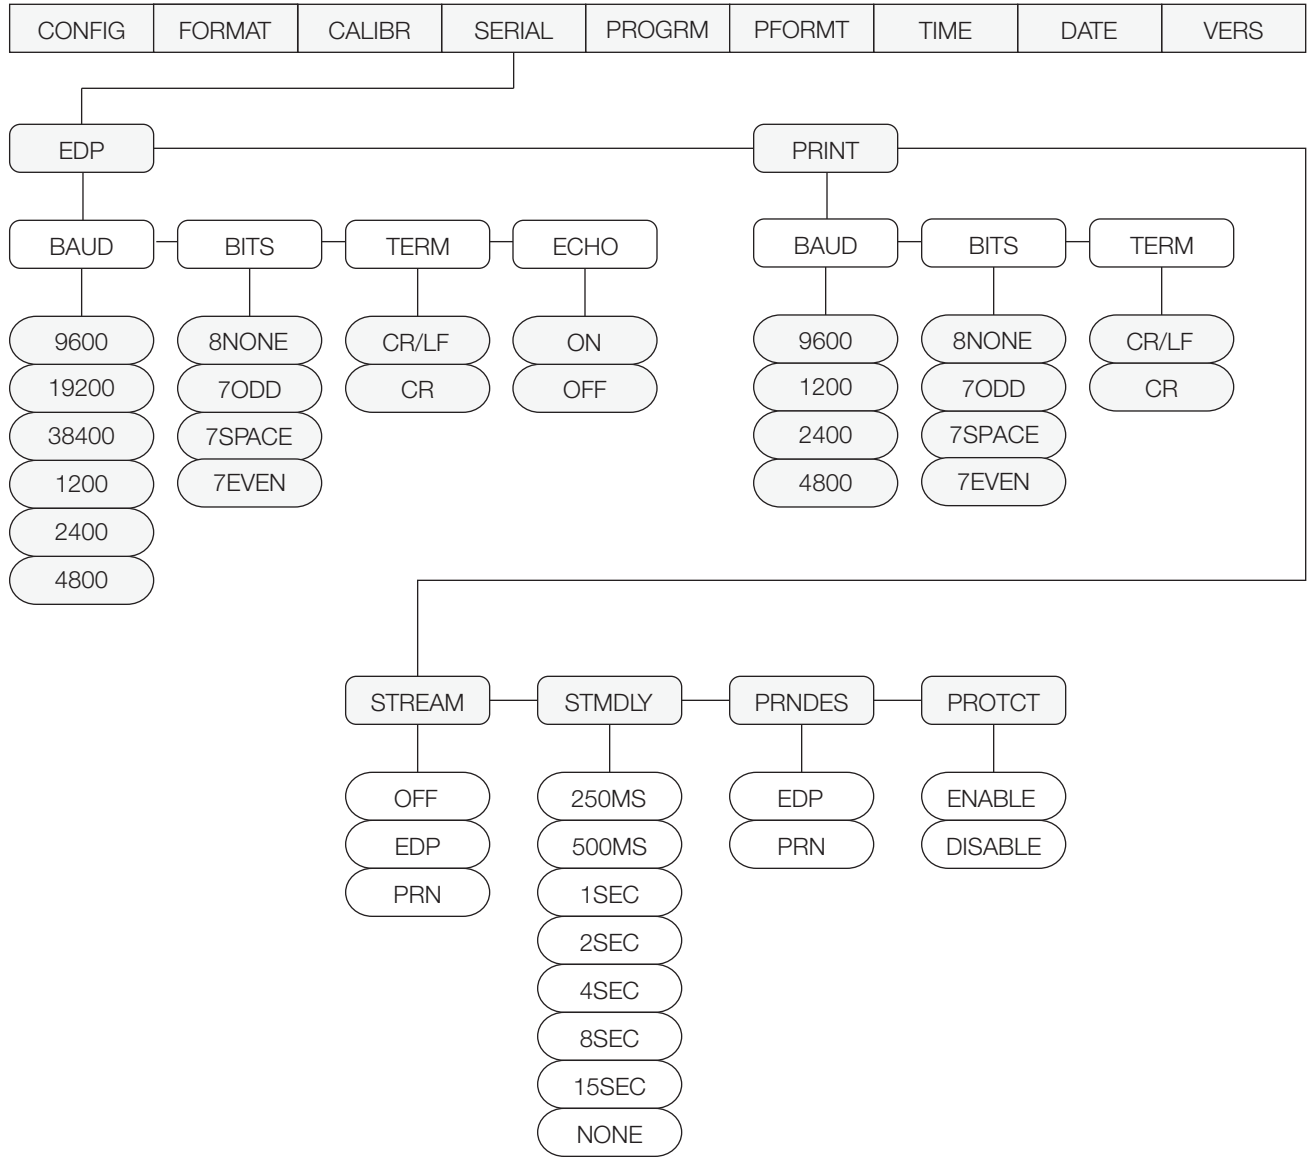 CONFIG FORMAT CALIBR SERIAL PROGRM PFORMT TIME DATE VERS
EDP PRINT
BAUD BITS TERM ECHO BAUD BITS TERM
9600 8NONE CR/LF ON 9600 8NONE CR/LF
19200 7ODD CR OFF 1200 7ODD CR
38400 7SPACE 2400 7SPACE
1200 7EVEN 4800 7EVEN
2400
4800
STREAM STMDLY PRNDES PROTCT
OFF 250MS EDP ENABLE
EDP 500MS PRN DISABLE
PRN 1SEC
2SEC
4SEC
8SEC
15SEC
NONE